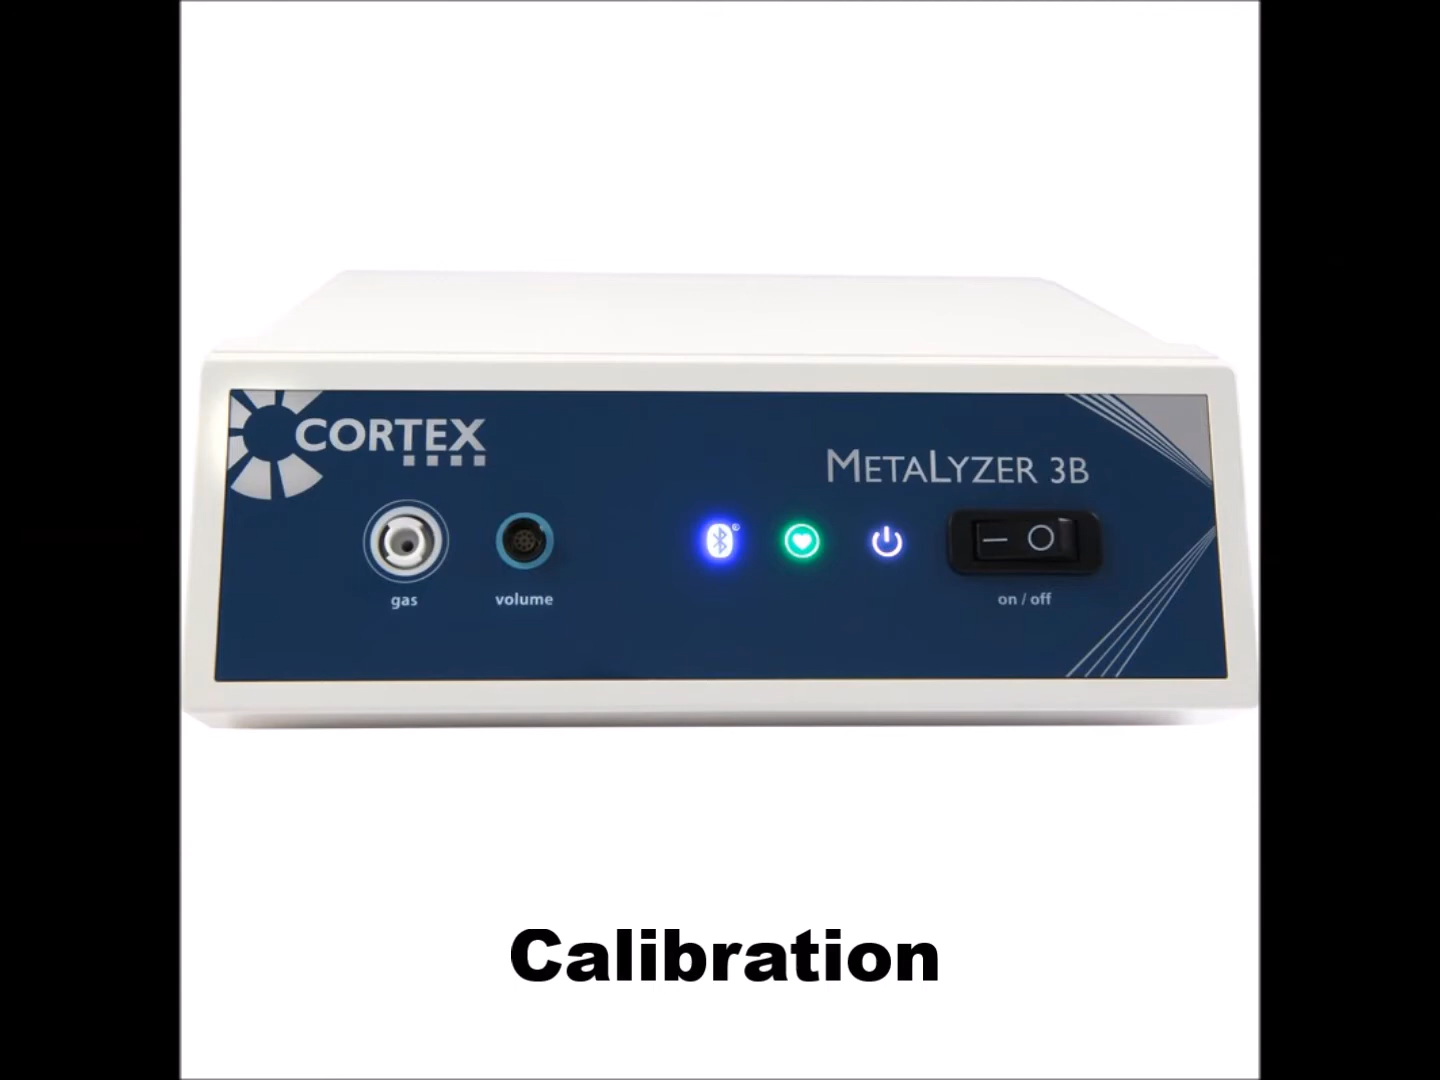 CORTEX
METALYZER 3B
®
gas
volume
on / off
Calibration